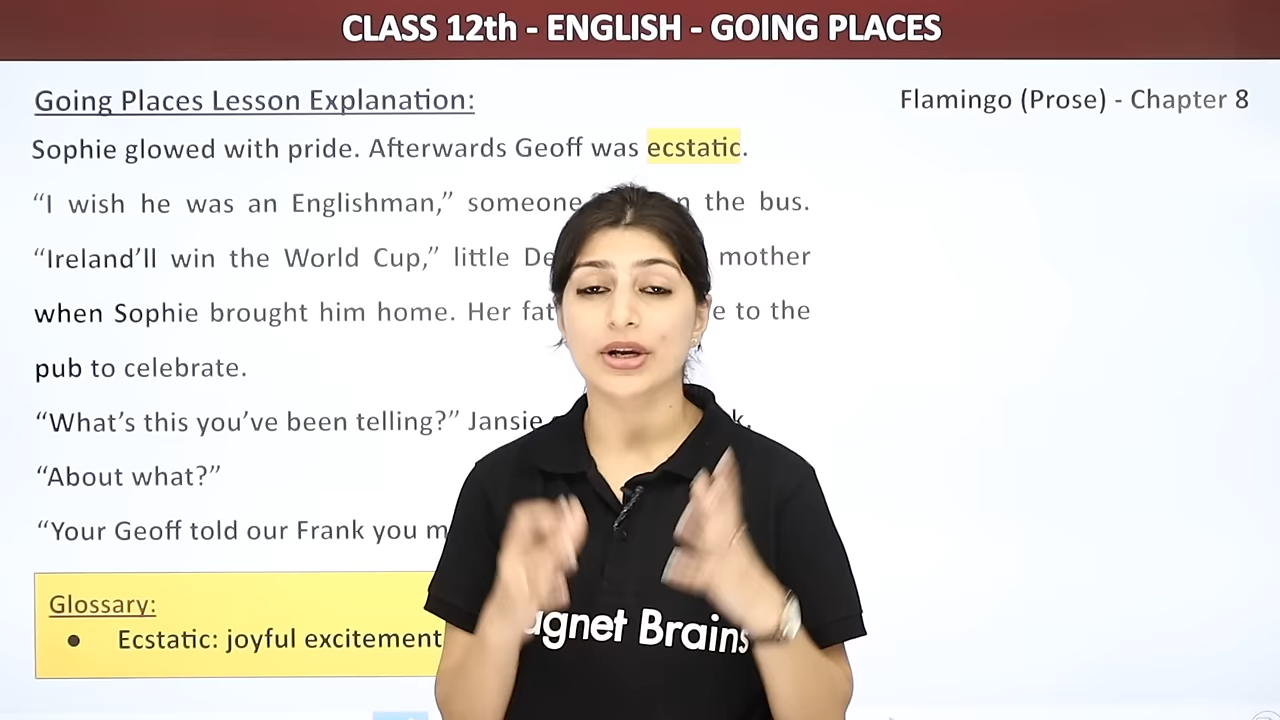 CLASS 12th - ENGLISH - GOING PLACES
Going Places Lesson Explanation:
Flamingo (Prose) - Chapter 8
Sophie glowed with pride. Afterwards Geoff was ecstatic.
“I wish he was an Englishman,” someone on the bus.
“Ireland’ll win the World Cup,” little mother
when Sophie brought him home. Her to the
pub to celebrate.
“What’s this you’ve been telling?” Jansie
“About what?”
“Your Geoff told our Frank you
Glossary:
• Ecstatic: joyful excitement
agnet Brains